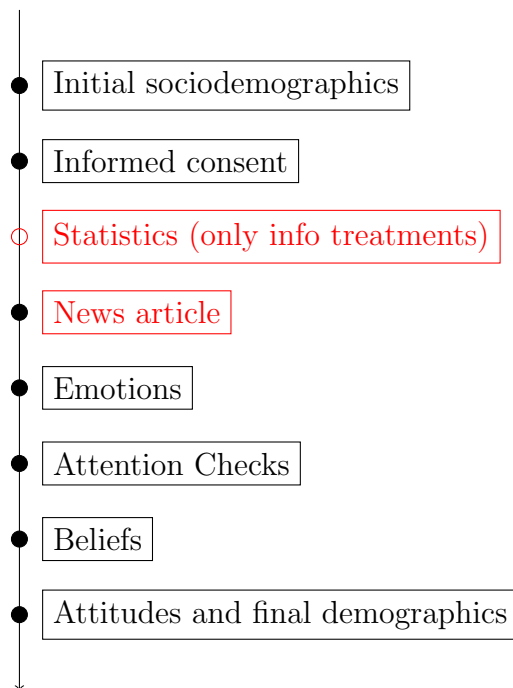 Initial sociodemographics
Informed consent
Statistics (only info treatments)
News article
Emotions
Attention Checks
Beliefs
Attitudes and final demographics